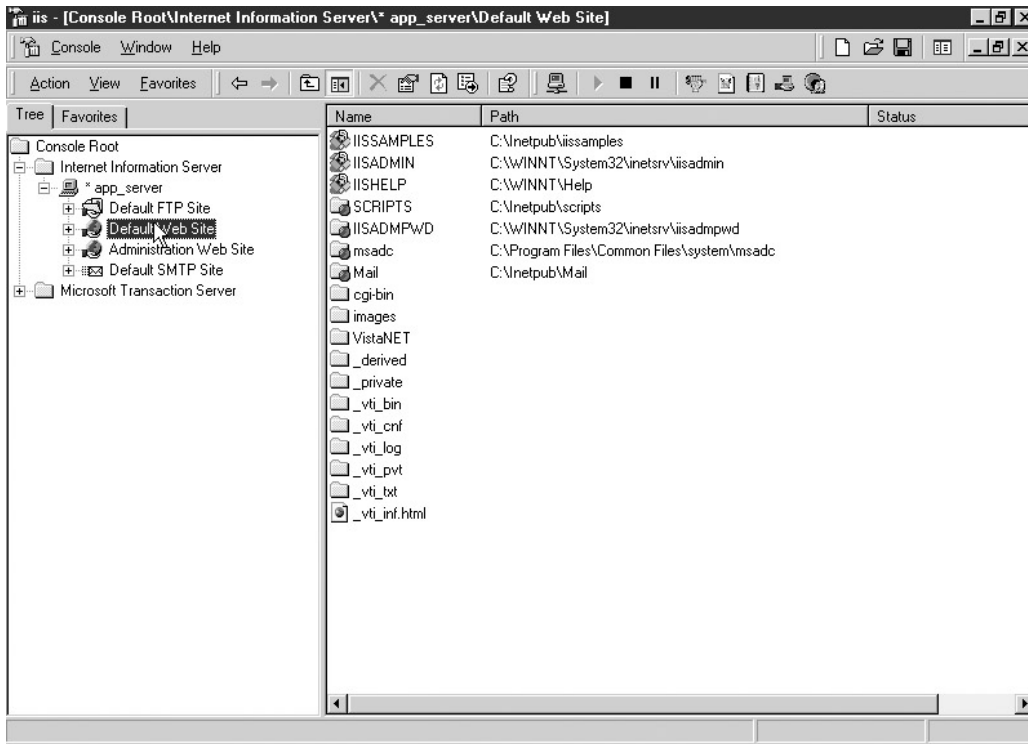 iis - [Console Root\Internet Information Server\* app_server\Default Web Site]
Console Window Help
Action View Favorites
Tree Favorites
Name Path Status
Console Root
Internet Information Server
* app_server
Default FTP Site
Default Web Site
Administration Web Site
Default SMTP Site
Microsoft Transaction Server
IISSAMPLES C:\Inetpub\iissamples
IISADMIN C:\WINNT\System32\inetsrv\iisadmin
IISHELP C:\WINNT\Help
SCRIPTS C:\Inetpub\scripts
IISADMPWD C:\WINNT\System32\inetsrv\iisadmpwd
msadc C:\Program Files\Common Files\system\msadc
Mail C:\Inetpub\Mail
cgi-bin
images
VistaNET
_derived
_private
_vti_bin
_vti_cnf
_vti_log
_vti_pvt
_vti_txt
_vti_inf.html